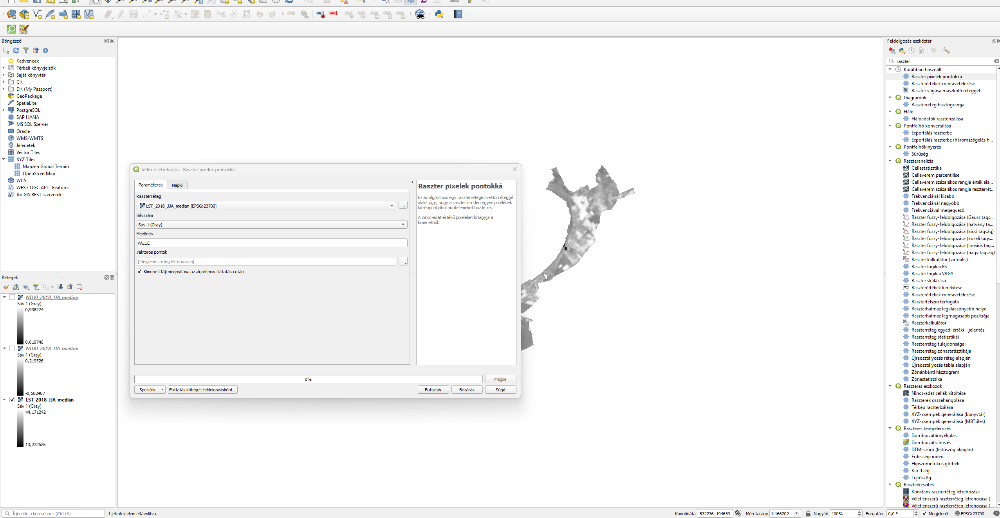 Böngésző
Kedvencek
Térbeli könyvjelzők
Saját könyvtár
C:\
D:\ (My Passport)
GeoPackage
SpatiaLite
PostgreSQL
SAP HANA
MS SQL Szerver
Oracle
WMS/WMTS
Jelenetek
Vector Tiles
XYZ Tiles
Mapzen Global Terrain
OpenStreetMap
WCS
WFS / OGC API - Features
ArcGIS REST szerverek
Rétegek
NDVI_2018_JJA_median
Sáv 1 (Gray)
0,938274
0,010746
NDBI_2018_JJA_median
Sáv 1 (Gray)
0,219526
-0,502407
LST_2018_JJA_median
Sáv 1 (Gray)
44,171242
13,232526
Vektor: létrehozás - Raszter pixelek pontokká
Paraméterek
Napló
Raszterréteg
LST_2018_JJA_median [EPSG:23700]
...
Sávszám
Sáv 1 (Gray)
Mezőnév
VALUE
Vektoros pontok
[Ideiglenes réteg létrehozása]
...
Kimeneti fájl megnyitása az algoritmus futtatása után
Raszter pixelek pontokká
Ez az algoritmus egy raszterréteget vektorréteggé
alakít úgy, hogy a raszter minden egyes pixelének
középpontjából pontelemeket hoz létre.
A nincs-adat értékű pixeleket kihagyja a
kimenetből.
0%
Mégse
Speciális
Futtatás kötegelt feldolgozásként...
Futtatás
Bezárás
Súgó
Feldolgozás eszköztár
raszter
Korábban használt
Raszter pixelek pontokká
Raszterértékek mintavételezése
Raszter vágása maszkoló réteggel
Diagramok
Raszterréteg hisztogramja
Háló
Hálóadatok raszterizálása
Pontfelhő konvertálása
Exportálás raszterbe
Exportálás raszterbe (háromszögelés h...
Pontfelhőkinyerés
Sűrűség
Raszteranalízis
Cellastatisztika
Cellaverem percentilise
Cellaverem százalékos rangja érték ala...
Cellaverem százalékos rangja raszterrét...
Frekvenciánál kisebb
Frekvenciánál nagyobb
Frekvenciával megegyező
Raszter fuzzy-feldolgozása (Gauss tags...
Raszter fuzzy-feldolgozása (hatvány ta...
Raszter fuzzy-feldolgozása (kicsi tagság)
Raszter fuzzy-feldolgozása (közeli tags...
Raszter fuzzy-feldolgozása (lineáris tag...
Raszter fuzzy-feldolgozása (nagy tagság)
Raszter kalkulátor (virtuális)
Raszter logikai ÉS
Raszter logikai VAGY
Raszter skálázása
Raszterértékek kerekítése
Raszterértékek mintavételezése
Raszterfelszín térfogata
Raszterhalmaz legalacsonyabb helye
Raszterhalmaz legmagasabb pozíciója
Raszterkalkulátor
Raszterréteg egyedi értéki – jelentés
Raszterréteg statisztikái
Raszterréteg tulajdonságai
Raszterréteg zónastatisztikája
Újraosztályozás réteg alapján
Újraosztályozás tábla alapján
Zónánkénti hisztogram
Zónastatisztika
Raszteres eszközök
Nincs-adat cellák kitöltése
Raszterek összehangolása
Térkép raszterizálása
XYZ-csempék generálása (könyvtár)
XYZ-csempék generálása (MBTtiles)
Raszteres terepelemzés
Domborzatárnyékolás
Domborzatszínezés
DTM-szűrő (lejtőszög alapján)
Érdességi index
Hipszometrikus görbék
Kitettség
Lejtőszög
Raszterkészítés
Konstans raszterréteg létrehozása
Véletlenszerű raszterréteg létrehozása (...
Véletlenszerű raszterréteg létrehozása (...
Írjon ide a kereséshez (Ctrl+K)
1 jelkulcsi elem eltávolítva.
Koordináta
532236 194659
Méretarány
1:166202
Nagyító
100%
Forgatás
0,0 °
Megjelenít
EPSG:23700